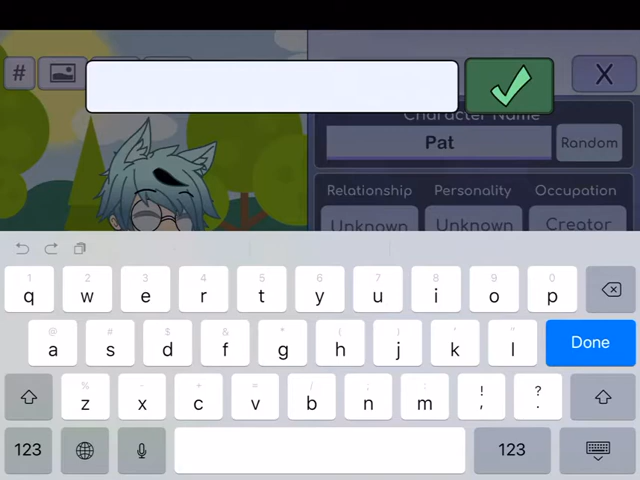 #
X
Character Name
Pat
Random
Relationship Personality Occupation
Unknown Unknown Creator
1 2 3 4 5 6 7 8 9 0
q w e r t y u i o p
@ # $ & * ( ) ' "
a s d f g h j k l
Done
% - + = / ; : ! ?
z x c v b n m , .
123
123